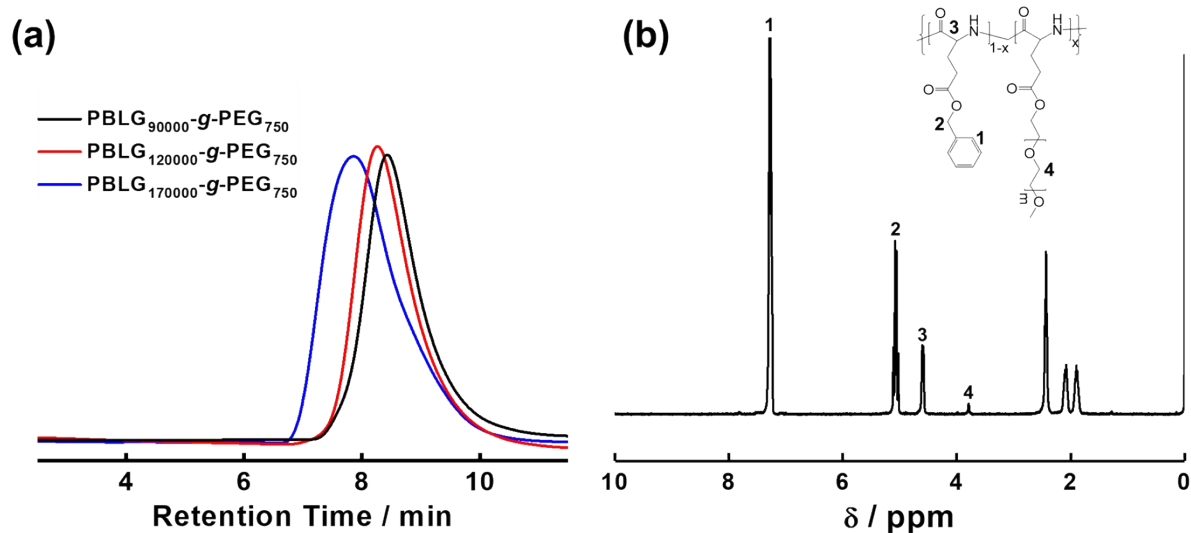 (a)
PBLG90000-g-PEG750
PBLG120000-g-PEG750
PBLG170000-g-PEG750
4 6 8 10
Retention Time / min
(b)
1
2
3
4
O 3 H N 1-x O H N x
O O
2 1
O O
O 4
m O
10 8 6 4 2 0
δ / ppm